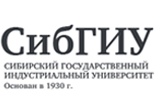 СибГИУ
СИБИРСКИЙ ГОСУДАРСТВЕННЫЙ
ИНДУСТРИАЛЬНЫЙ УНИВЕРСИТЕТ
Основан в 1930 г.